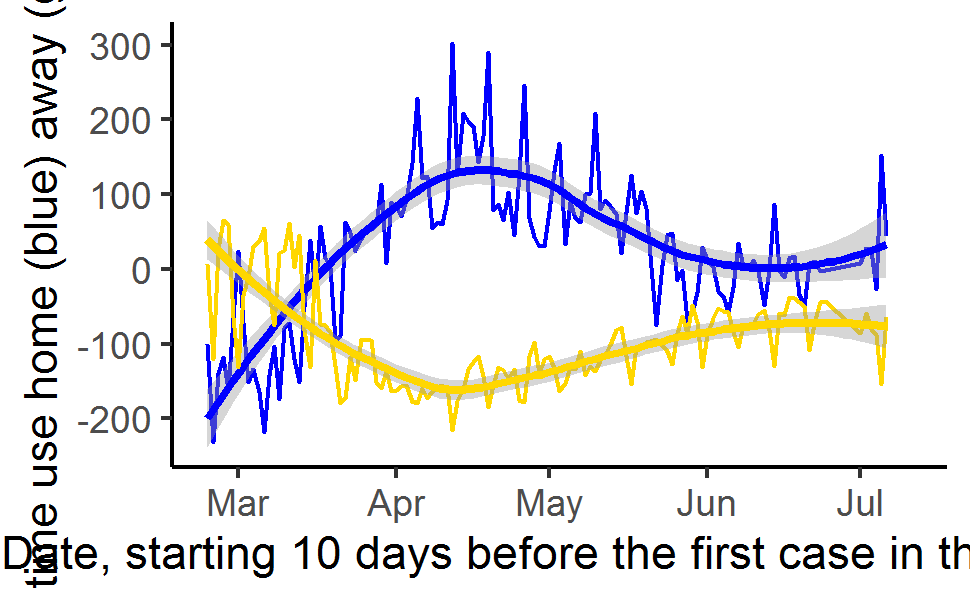 time use home (blue) away (
300
200
100
0
-100
-200
Mar Apr May Jun Jul
Date, starting 10 days before the first case in th